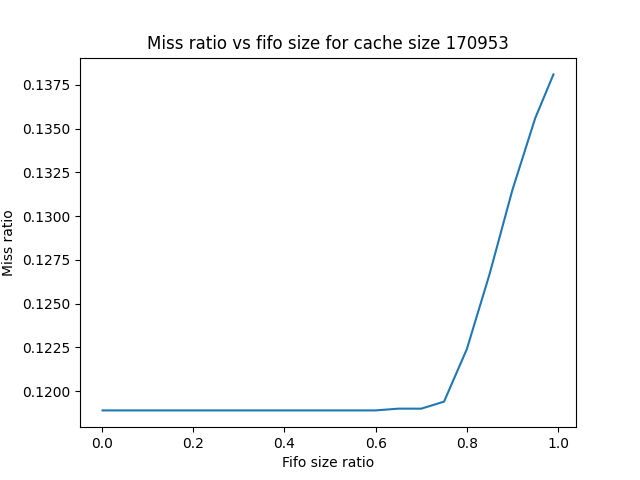 Miss ratio vs fifo size for cache size 170953
0.1375
0.1350
0.1325
0.1300
0.1275
0.1250
0.1225
0.1200
Miss ratio
0.0 0.2 0.4 0.6 0.8 1.0
Fifo size ratio